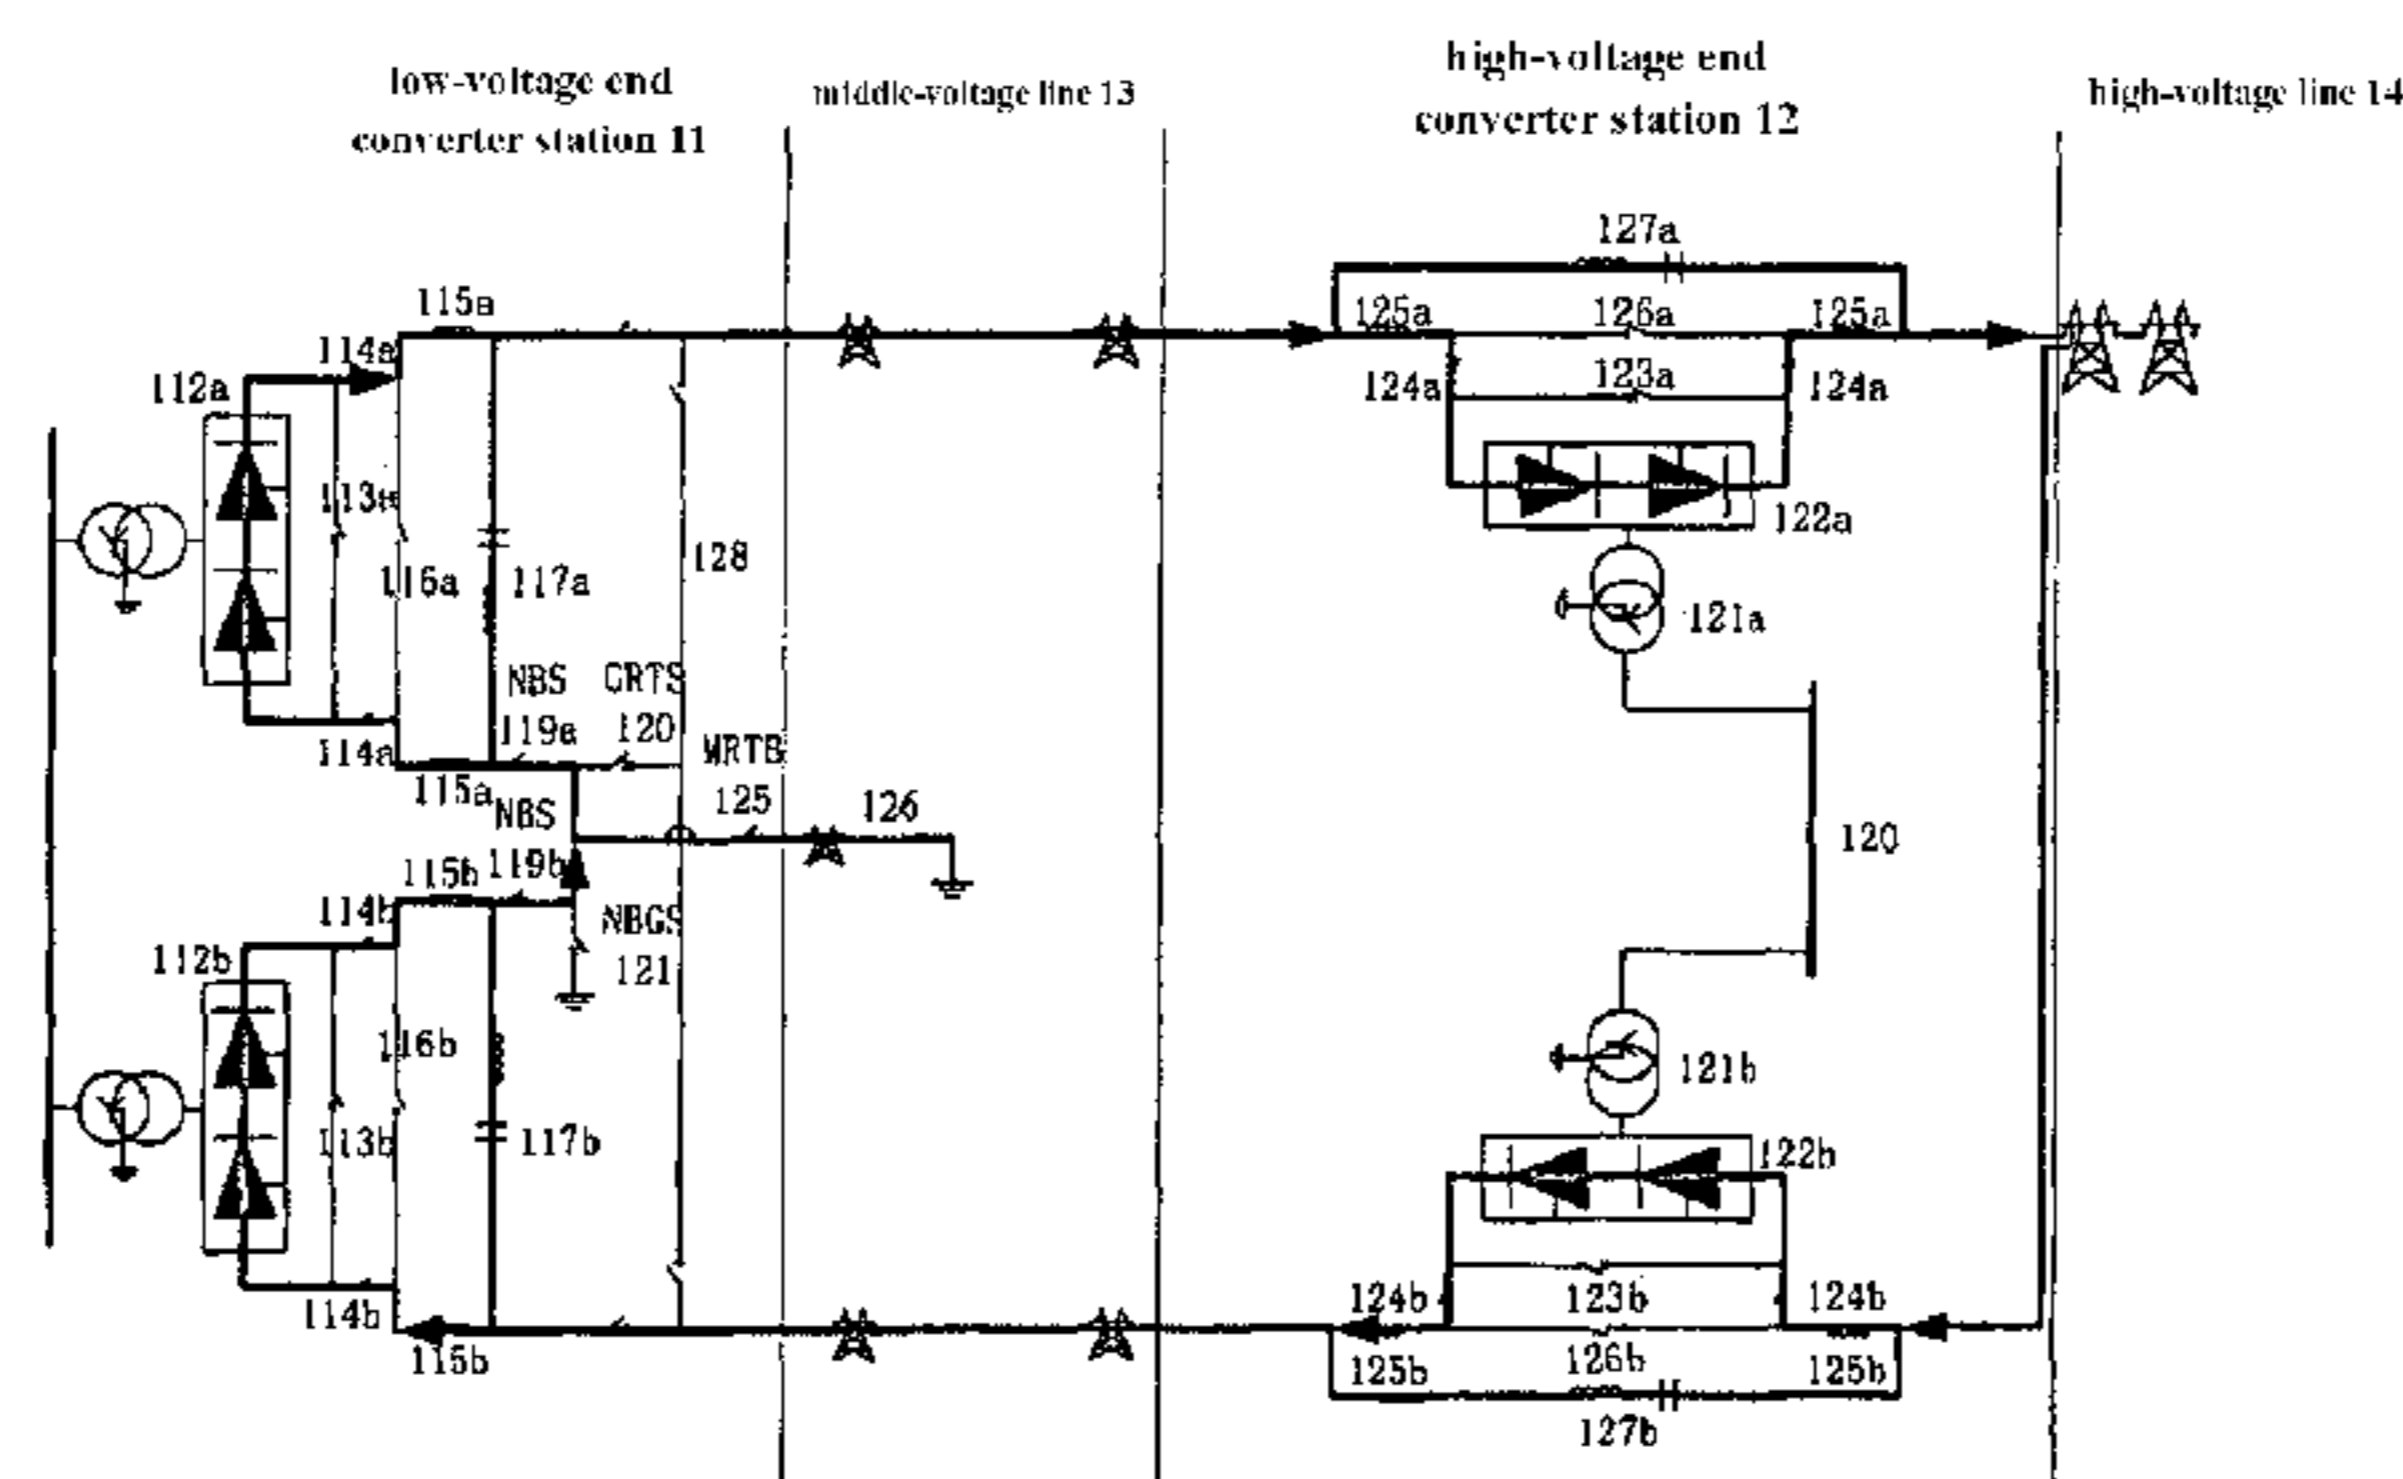 low-voltage end
converter station 11
middle-voltage line 13
high-voltage end
converter station 12
high-voltage line 14
127a
115a
125a
126a
125a
114a
112a
124a
123a
124a
113a
122a
128
116a
117a
121a
NBS
GRTS
119a
120
MRTB
114a
115a
125
126
NBS
120
115b
119b
114b
NBGS
112b
121
116b
121b
113b
117b
122b
114b
124b
123b
124b
115b
126b
125b
125b
127b